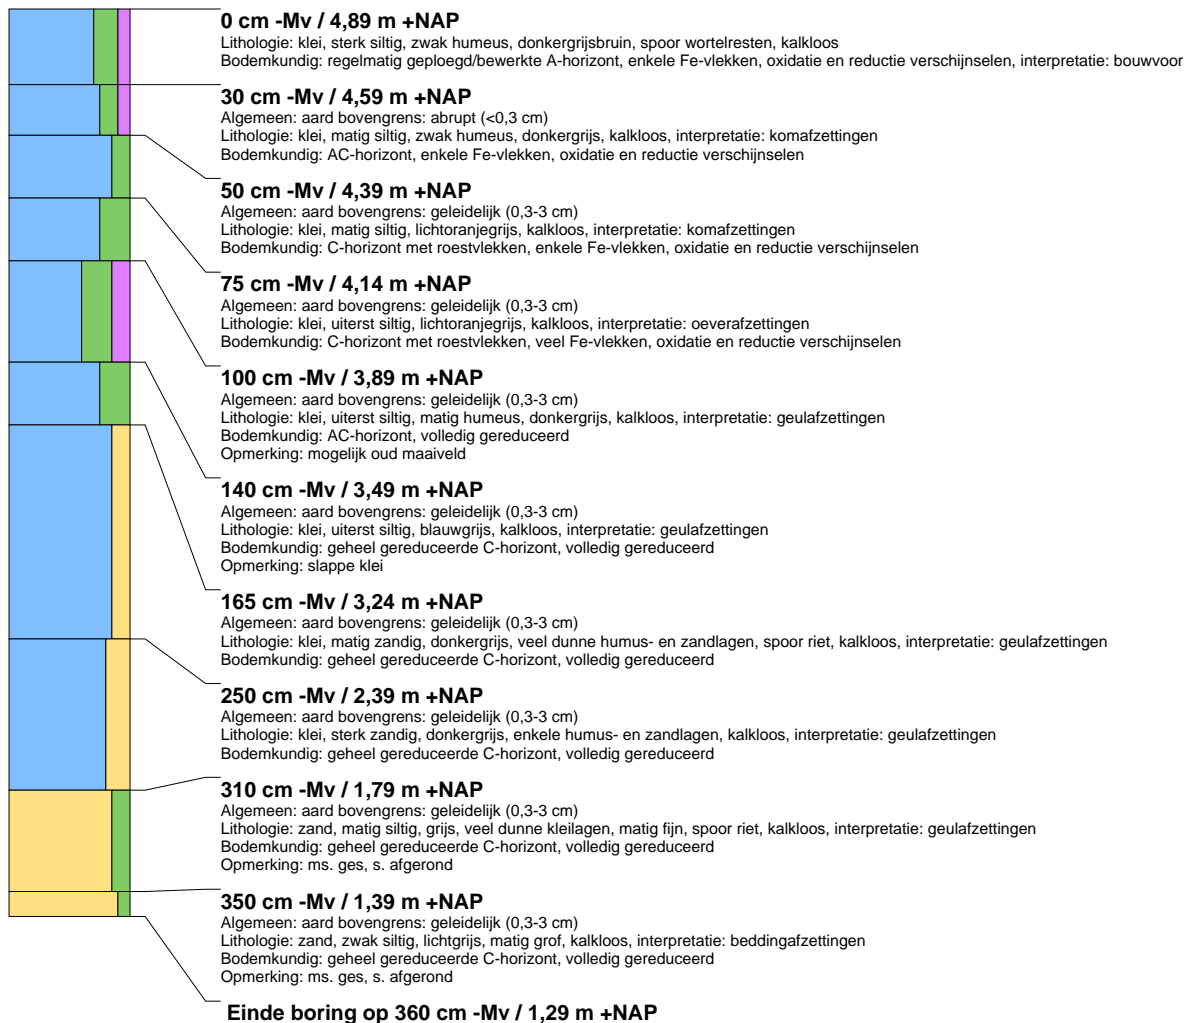 0 cm -Mv / 4,89 m +NAP
Lithologie: klei, sterk siltig, zwak humeus, donkergrijsbruin, spoor wortelresten, kalkloos
Bodemkundig: regelmatig geploegd/bewerkte A-horizont, enkele Fe-vlekken, oxidatie en reductie verschijnselen, interpretatie: bouwvoor
30 cm -Mv / 4,59 m +NAP
Algemeen: aard bovengrens: abrupt (<0,3 cm)
Lithologie: klei, matig siltig, zwak humeus, donkergrijs, kalkloos, interpretatie: komafzettingen
Bodemkundig: AC-horizont, enkele Fe-vlekken, oxidatie en reductie verschijnselen
50 cm -Mv / 4,39 m +NAP
Algemeen: aard bovengrens: geleidelijk (0,3-3 cm)
Lithologie: klei, matig siltig, lichtoranjegrijs, kalkloos, interpretatie: komafzettingen
Bodemkundig: C-horizont met roestvlekken, enkele Fe-vlekken, oxidatie en reductie verschijnselen
75 cm -Mv / 4,14 m +NAP
Algemeen: aard bovengrens: geleidelijk (0,3-3 cm)
Lithologie: klei, uiterst siltig, lichtoranjegrijs, kalkloos, interpretatie: oeverafzettingen
Bodemkundig: C-horizont met roestvlekken, veel Fe-vlekken, oxidatie en reductie verschijnselen
100 cm -Mv / 3,89 m +NAP
Algemeen: aard bovengrens: geleidelijk (0,3-3 cm)
Lithologie: klei, uiterst siltig, matig humeus, donkergrijs, kalkloos, interpretatie: geulafzettingen
Bodemkundig: AC-horizont, volledig gereduceerd
Opmerking: mogelijk oud maaiveld
140 cm -Mv / 3,49 m +NAP
Algemeen: aard bovengrens: geleidelijk (0,3-3 cm)
Lithologie: klei, uiterst siltig, blauwgrijs, kalkloos, interpretatie: geulafzettingen
Bodemkundig: geheel gereduceerde C-horizont, volledig gereduceerd
Opmerking: slappe klei
165 cm -Mv / 3,24 m +NAP
Algemeen: aard bovengrens: geleidelijk (0,3-3 cm)
Lithologie: klei, matig zandig, donkergrijs, veel dunne humus- en zandlagen, spoor riet, kalkloos, interpretatie: geulafzettingen
Bodemkundig: geheel gereduceerde C-horizont, volledig gereduceerd
250 cm -Mv / 2,39 m +NAP
Algemeen: aard bovengrens: geleidelijk (0,3-3 cm)
Lithologie: klei, sterk zandig, donkergrijs, enkele humus- en zandlagen, kalkloos, interpretatie: geulafzettingen
Bodemkundig: geheel gereduceerde C-horizont, volledig gereduceerd
310 cm -Mv / 1,79 m +NAP
Algemeen: aard bovengrens: geleidelijk (0,3-3 cm)
Lithologie: zand, matig siltig, grijs, veel dunne kleilagen, matig fijn, spoor riet, kalkloos, interpretatie: geulafzettingen
Bodemkundig: geheel gereduceerde C-horizont, volledig gereduceerd
Opmerking: ms. ges, s. afgerond
350 cm -Mv / 1,39 m +NAP
Algemeen: aard bovengrens: geleidelijk (0,3-3 cm)
Lithologie: zand, zwak siltig, lichtgrijs, matig grof, kalkloos, interpretatie: beddingafzettingen
Bodemkundig: geheel gereduceerde C-horizont, volledig gereduceerd
Opmerking: ms. ges, s. afgerond
Einde boring op 360 cm -Mv / 1,29 m +NAP